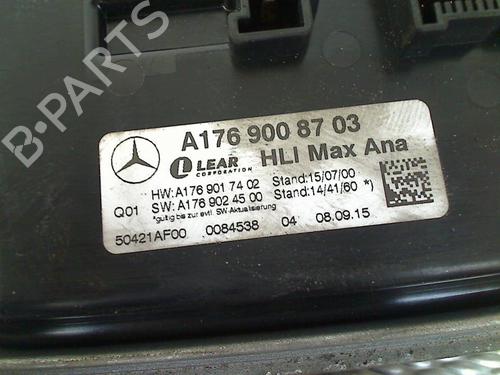 B-PARTS
A176 900 87 03
LEAR
CORPORATION
HLI Max Ana
HW:A176 901 74 02 Stand:15/07/00
Q01 SW:A176 902 45 00 Stand:14/41/60 *)
*gültig bis zur evtl. SW-Aktualisierung
50421AF00 0084538 04 08.09.15